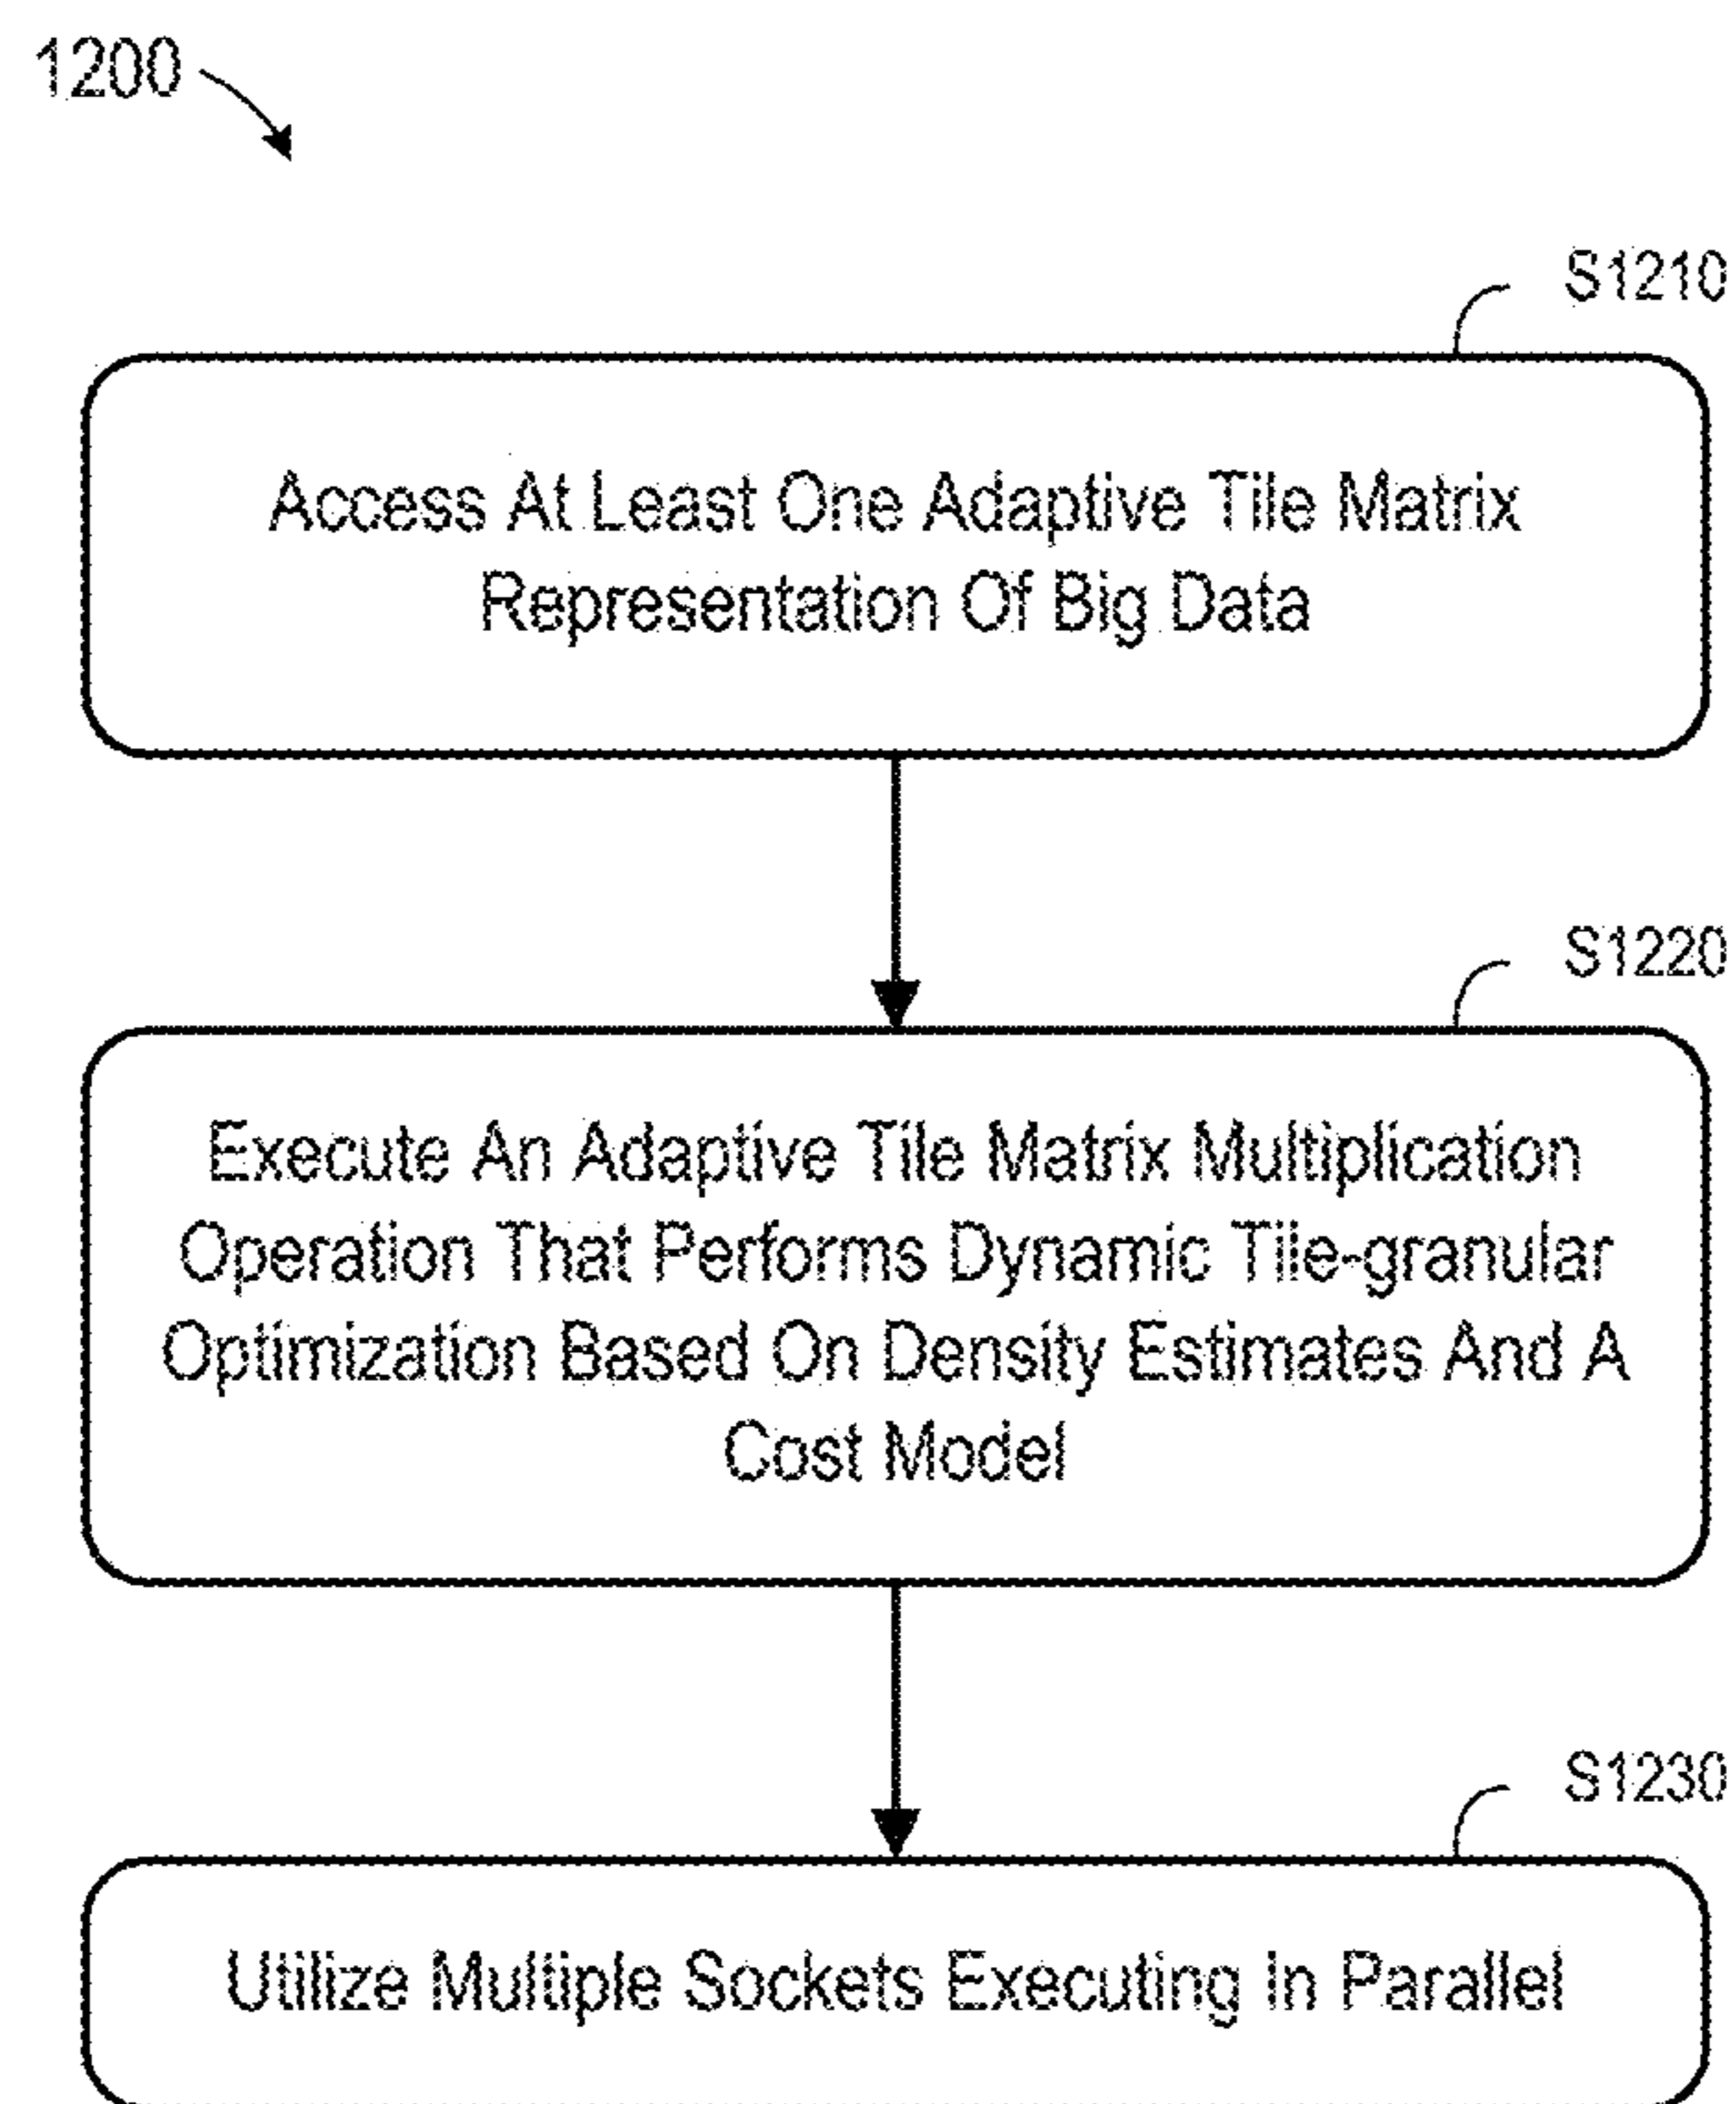 1200
S1210
Access At Least One Adaptive Tile Matrix
Representation Of Big Data
S1220
Execute An Adaptive Tile Matrix Multiplication
Operation That Performs Dynamic Tile-granular
Optimization Based On Density Estimates And A
Cost Model
S1230
Utilize Multiple Sockets Executing In Parallel